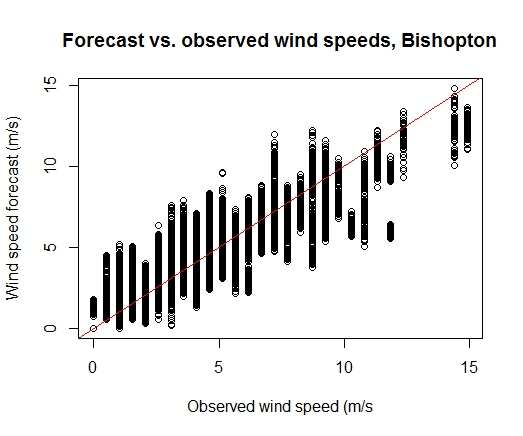 Forecast vs. observed wind speeds, Bishopton
Wind speed forecast (m/s)
15
10
5
0
0 5 10 15
Observed wind speed (m/s